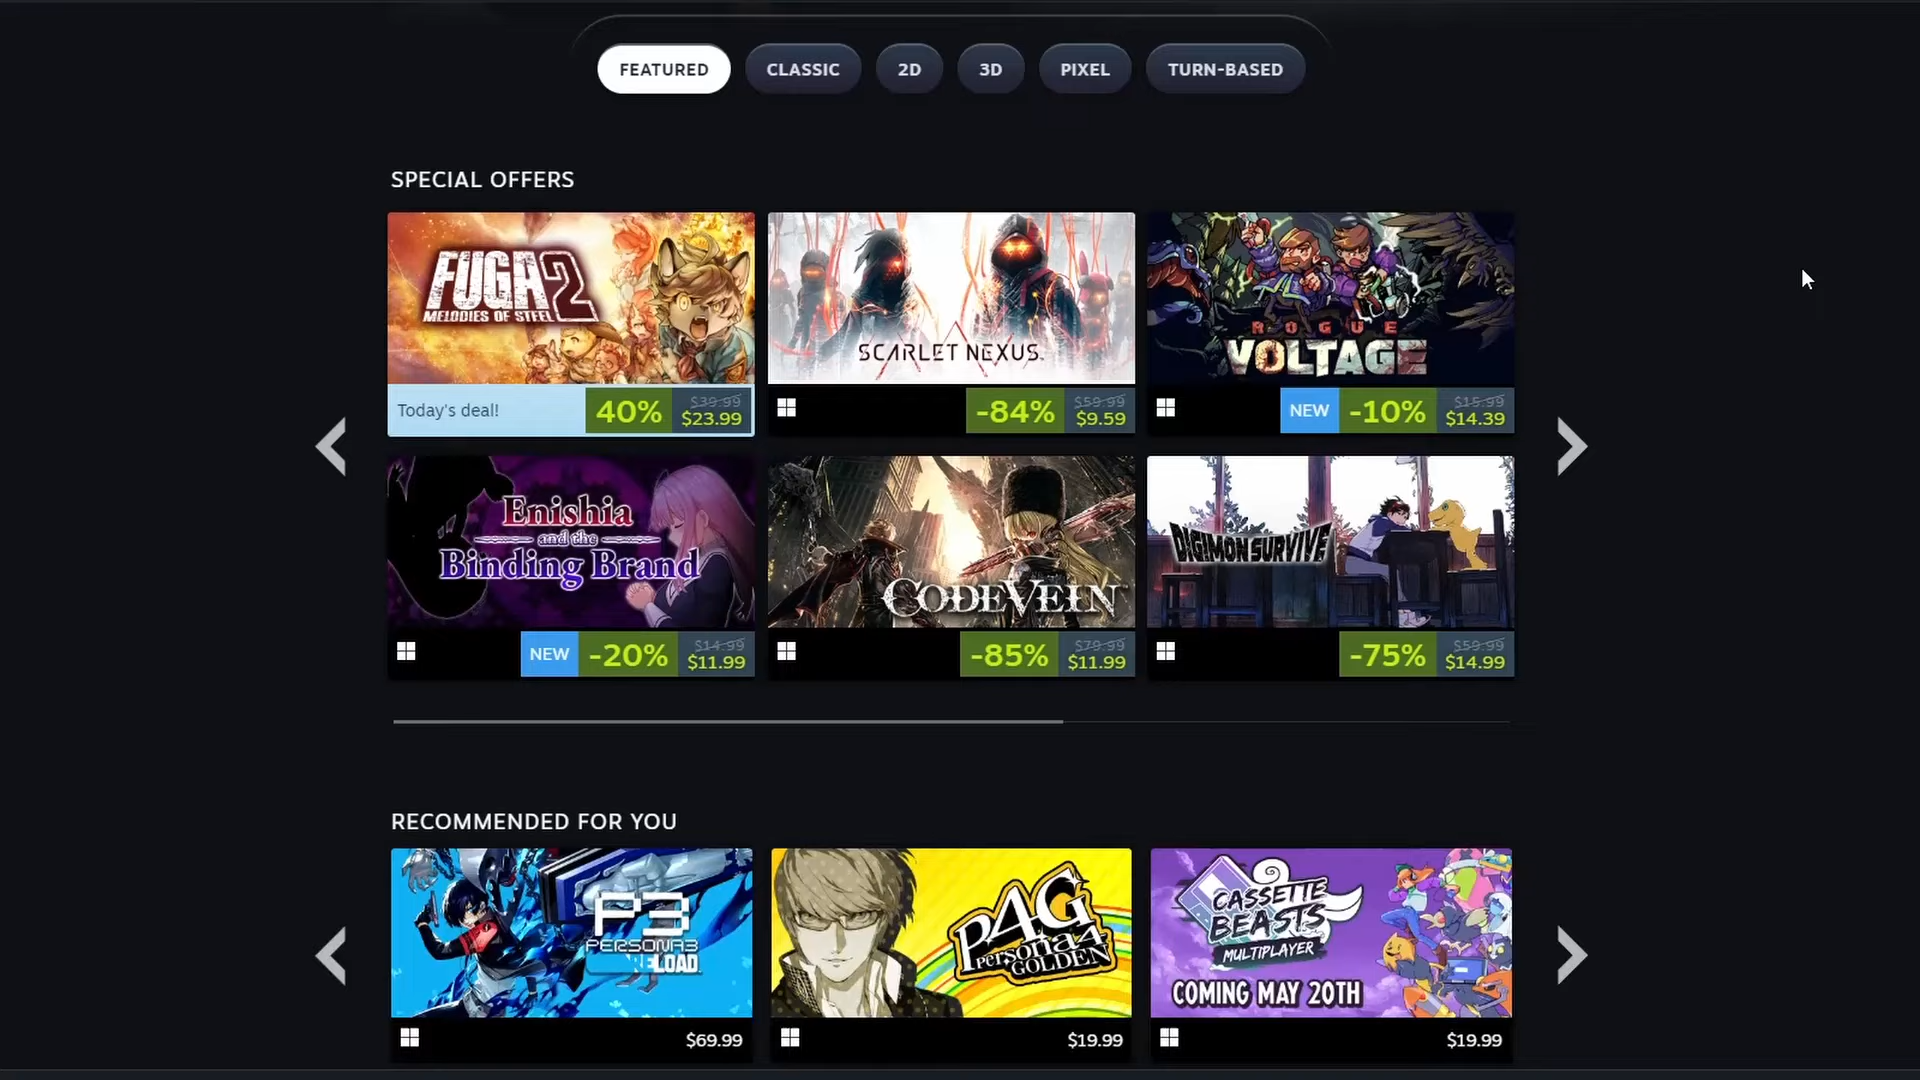 FEATURED
CLASSIC
2D
3D
PIXEL
TURN-BASED
SPECIAL OFFERS
FUGA 2
MELODIES OF STEEL
Today's deal!
40%
$39.99
$23.99
SCARLET NEXUS
-84%
$59.99
$9.59
ROGUE
VOLTAGE
NEW
-10%
$15.99
$14.39
Enishia
and the
Binding Brand
NEW
-20%
$14.99
$11.99
CODE VEIN
-85%
$79.99
$11.99
DIGIMON SURVIVE
-75%
$59.99
$14.99
RECOMMENDED FOR YOU
P3
PERSONA3
RELOAD
$69.99
P4G
Persona4
GOLDEN
$19.99
CASSETTE
BEASTS
MULTIPLAYER
COMING MAY 20TH
$19.99